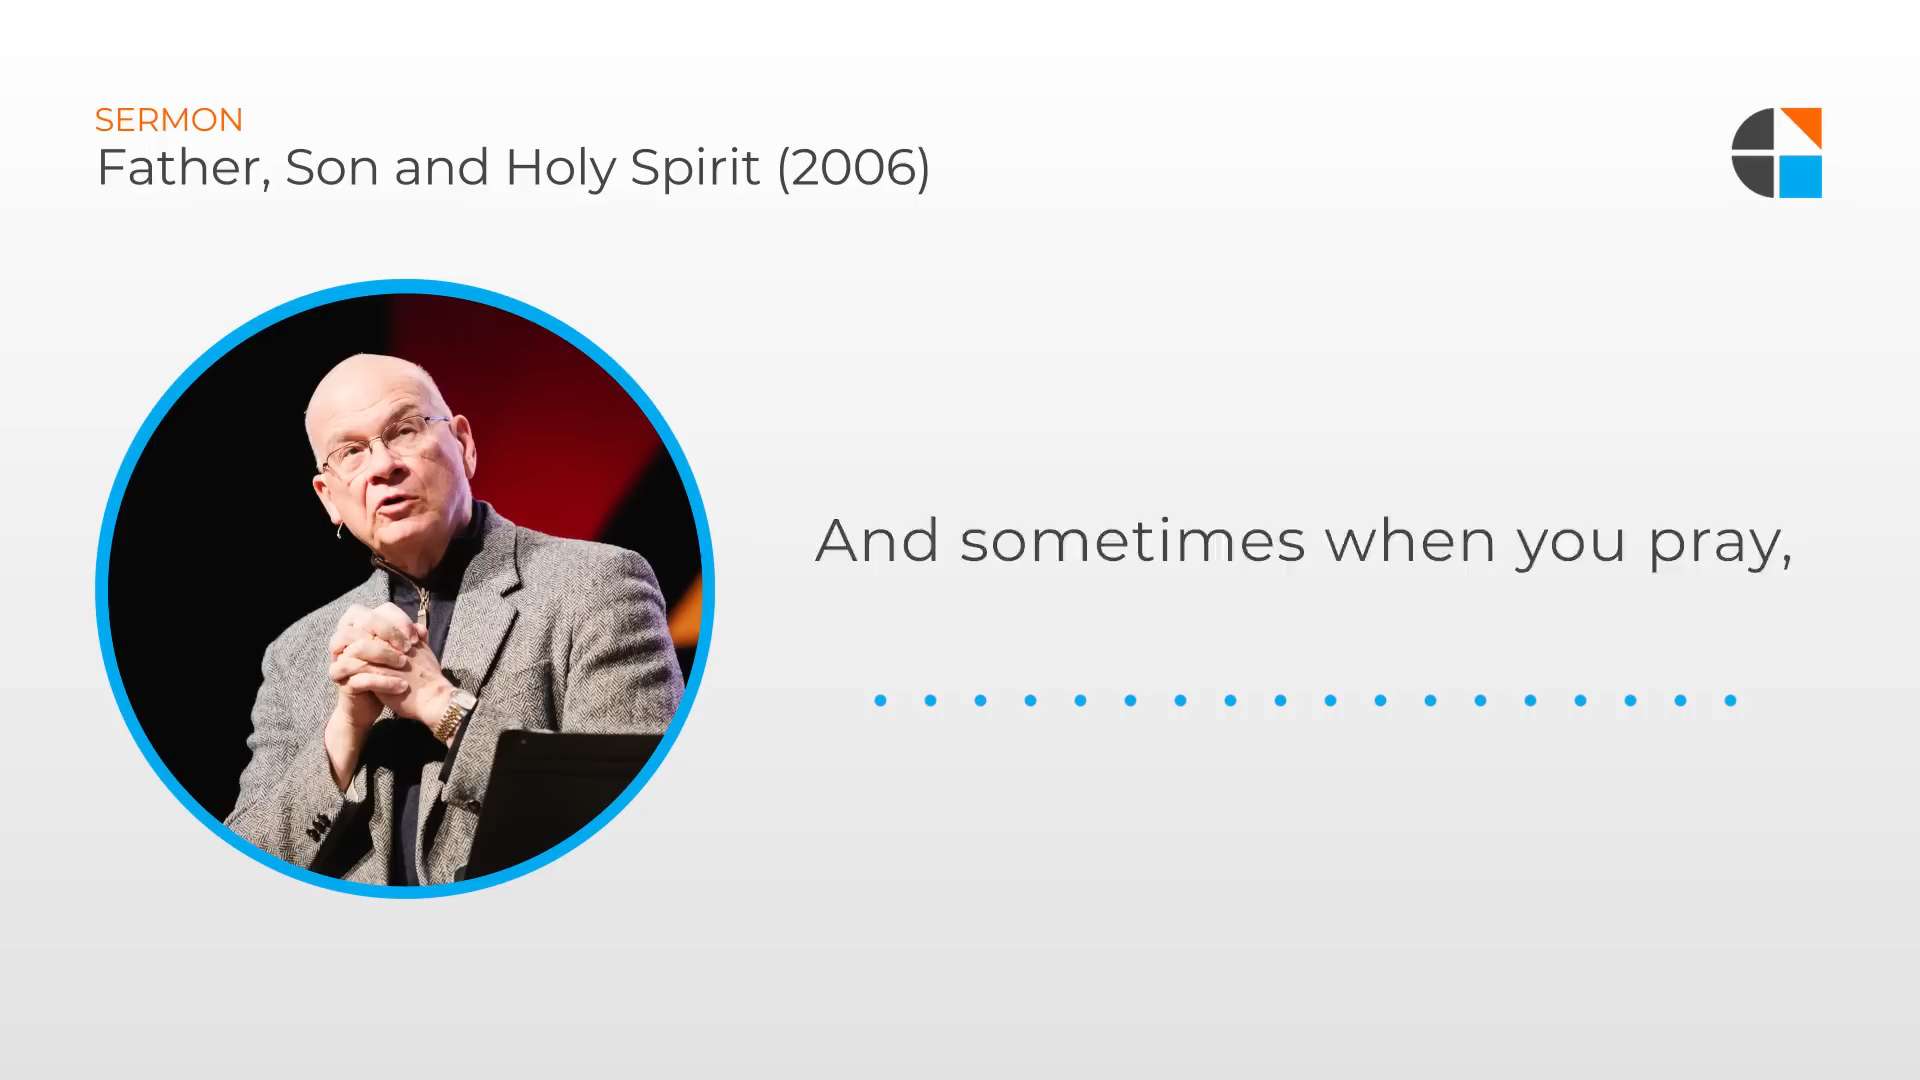 SERMON
Father, Son and Holy Spirit (2006)
And sometimes when you pray,